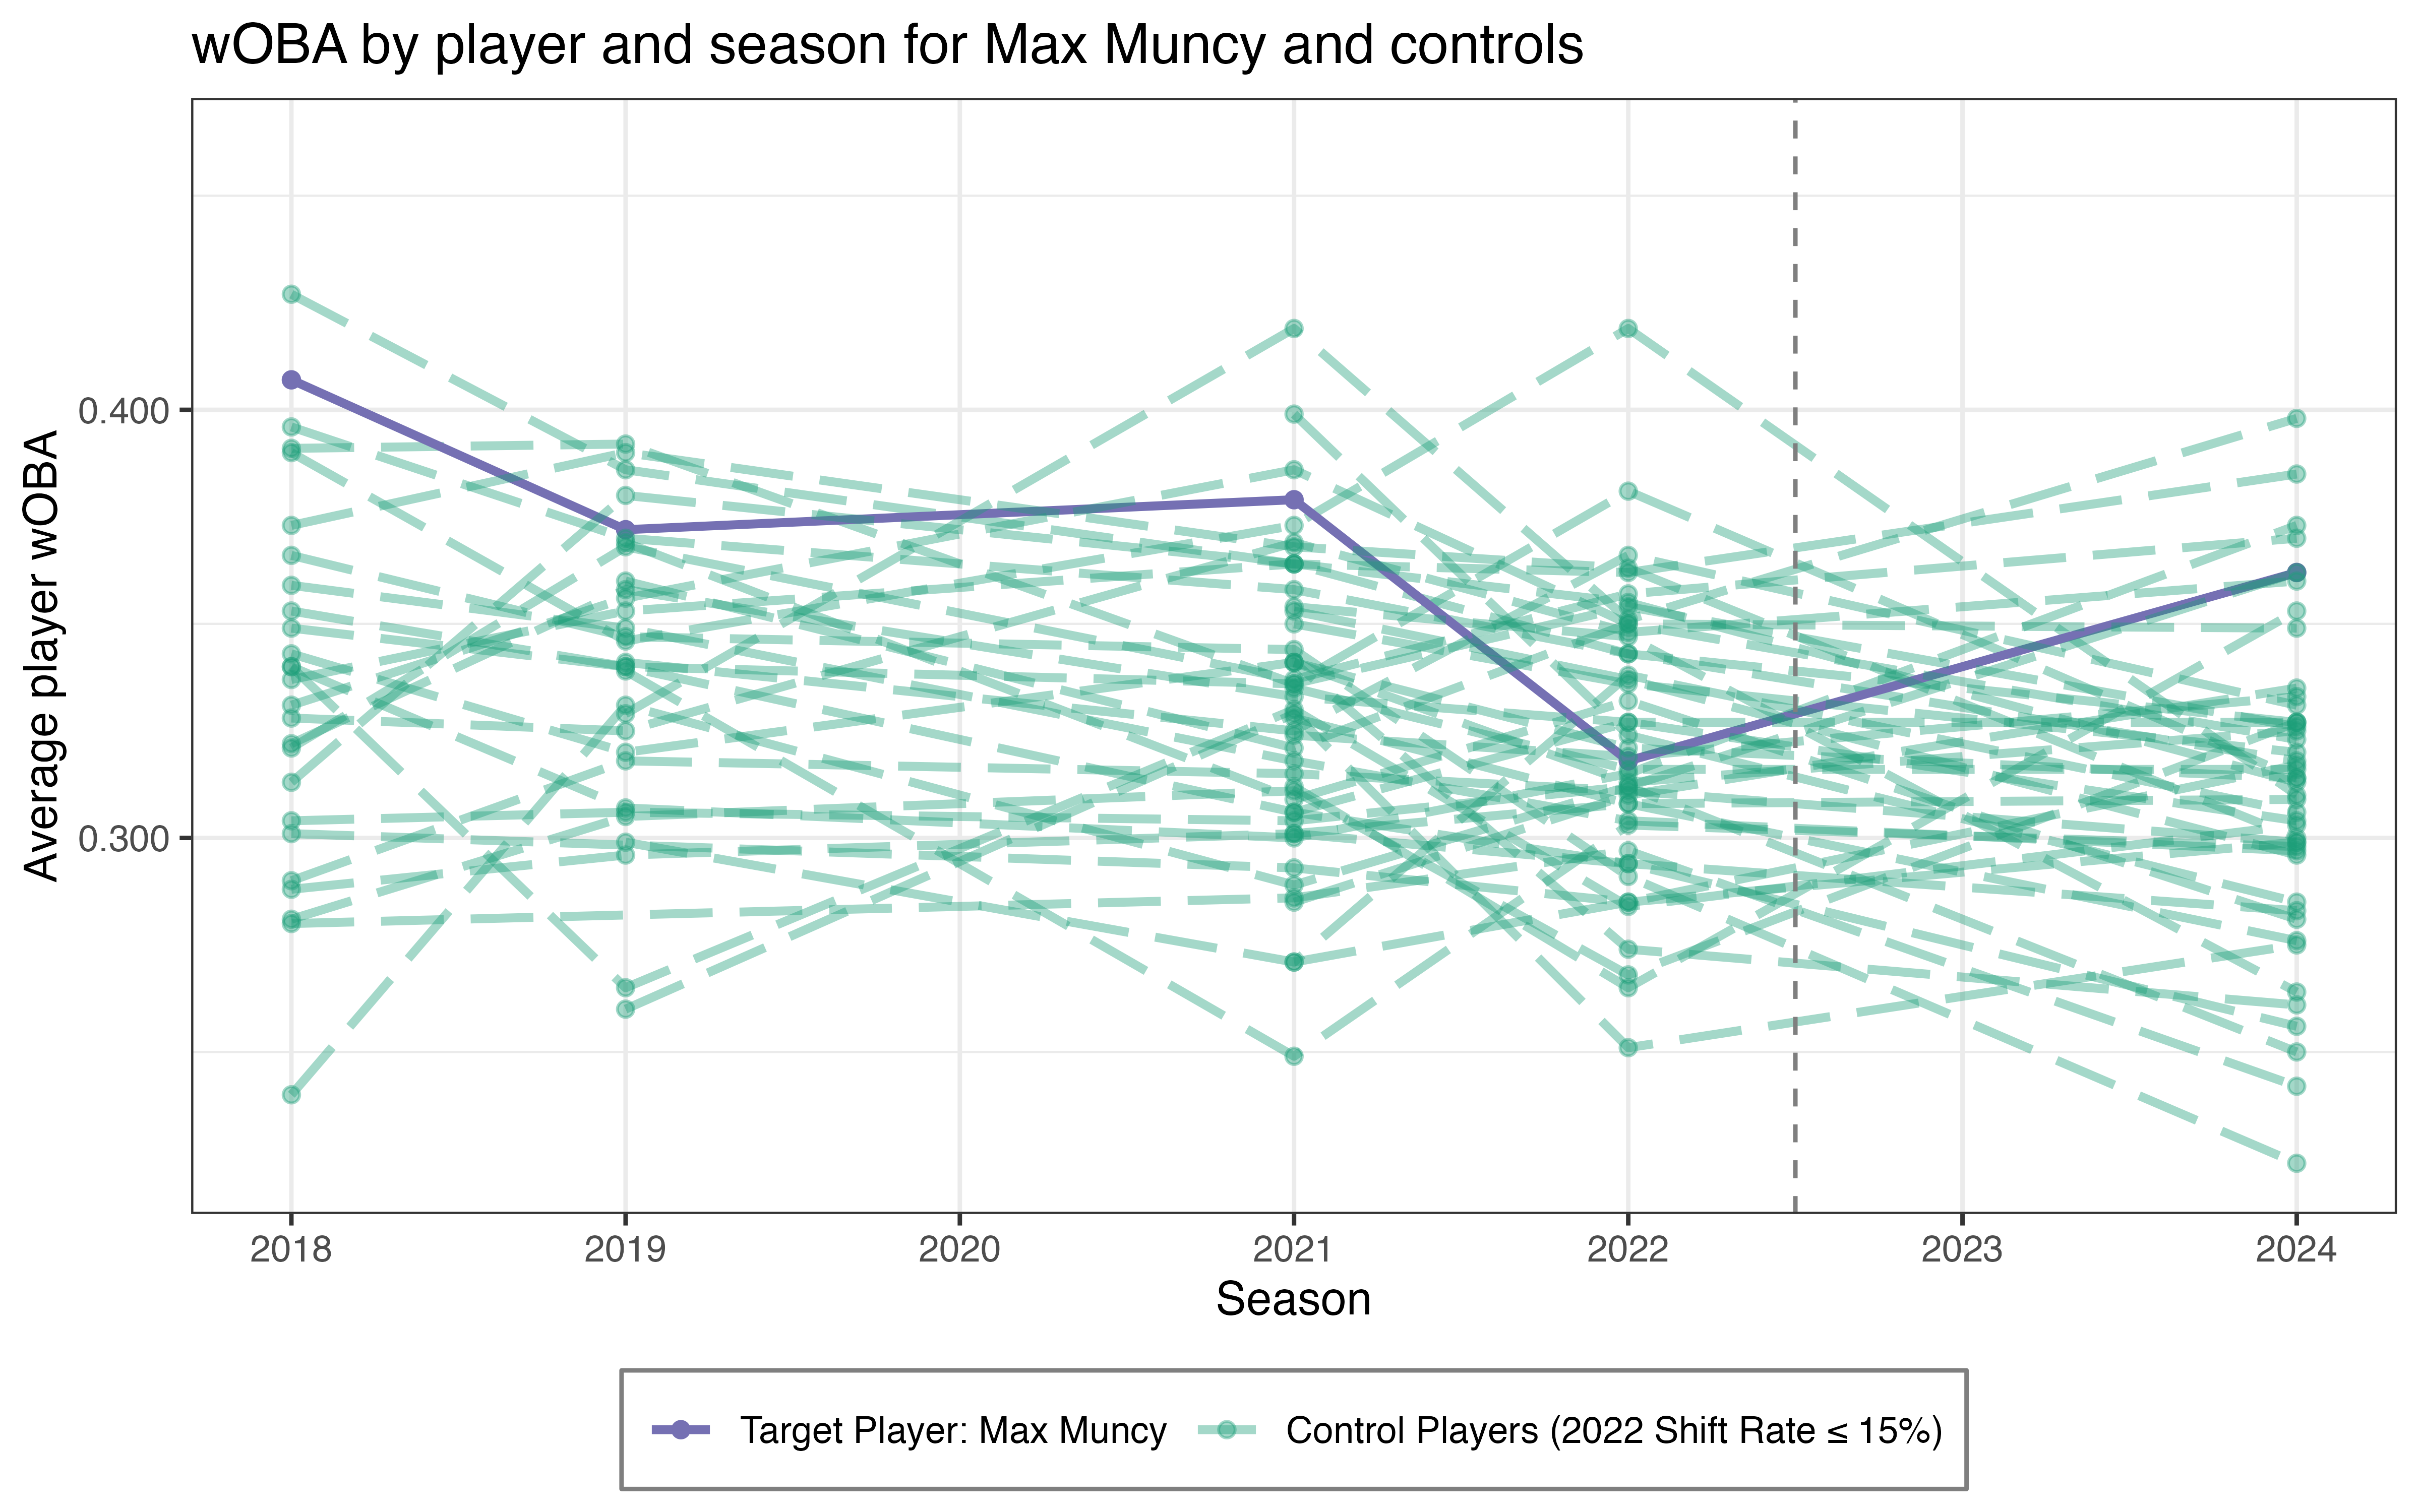 wOBA by player and season for Max Muncy and controls
Average player wOBA
0.400
0.300
2018 2019 2020 2021 2022 2023 2024
Season
Target Player: Max Muncy Control Players (2022 Shift Rate ≤ 15%)